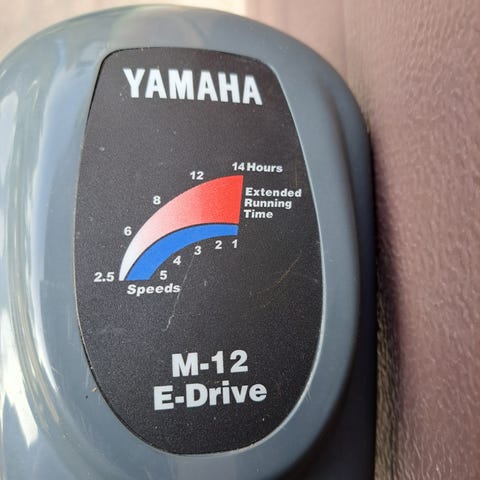 YAMAHA
14 Hours
12
8
6
2.5
Extended
Running
Time
1
2
3
4
5
Speeds
M-12
E-Drive